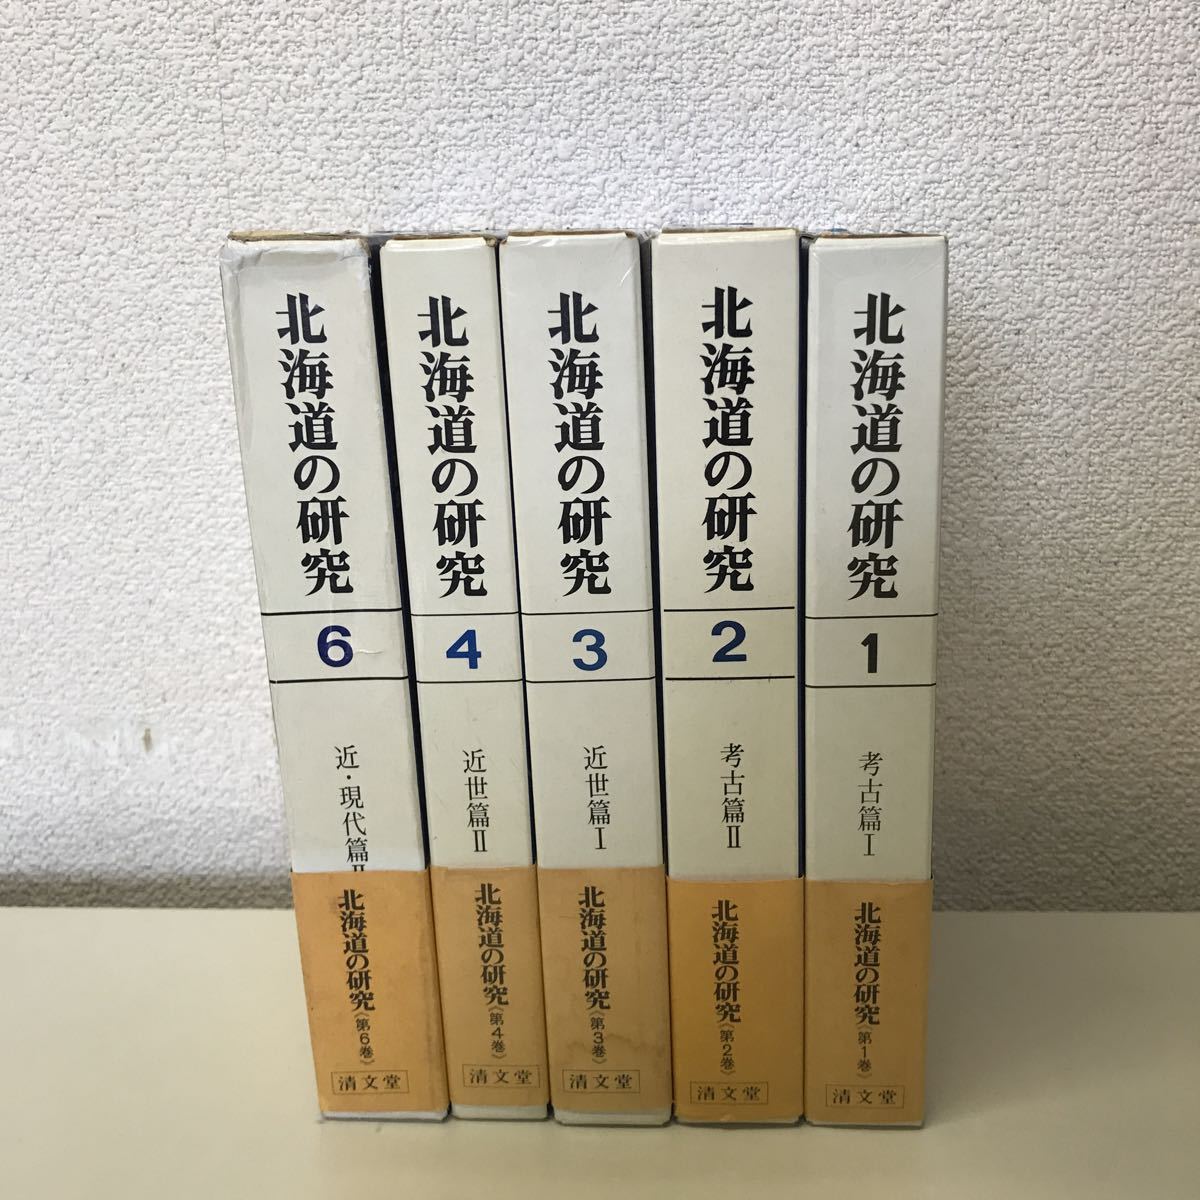 北海道の研究
6
近・現代篇II
北海道の研究《第6巻》
清文堂
北海道の研究
4
近世篇II
北海道の研究《第4巻》
清文堂
北海道の研究
3
近世篇I
北海道の研究《第3巻》
清文堂
北海道の研究
2
考古篇II
北海道の研究《第2巻》
清文堂
北海道の研究
1
考古篇I
北海道の研究《第1巻》
清文堂